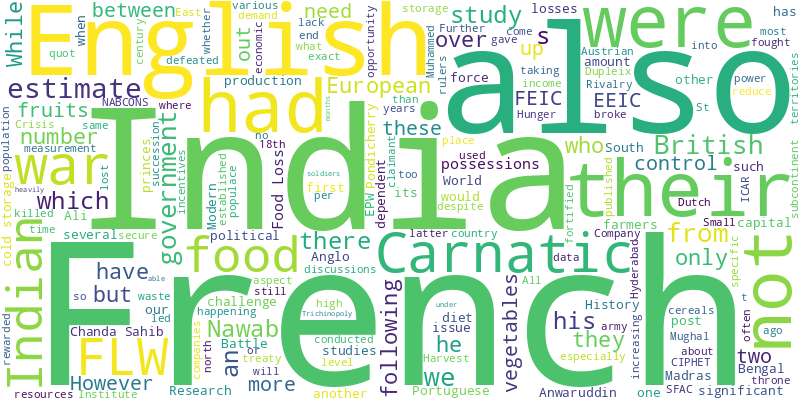 English
also
India
French
their
Carnatic
were
had
not
war
food
Indian
FLW
British
European
Nawab
government
following
vegetables
which
estimate
fruits
number
While
between
need
study
over
up
out
s
these
there
who
his
he
we
they
from
only
two
control
possessions
FEIC
EEIC
force
However
more
have
but
an
NABCONS
Crisis
measurement
population
cold storage
rewarded
resources
Institute
Research
Chanda Sahib
Ali
killed
time
lost
several
secure
political
Anglo
discussions
happening
challenge
aspect
Battle
treaty
companies
north
led
waste
our
so
able
heavily
months
soldiers
Trichinopoly
under
high
level
conducted
studies
another
will
or
still
Food Loss
Pondicherry
EPW
dependent
claimant
Muhammed
opportunity
storage
various
demand
East
century
when
quot
defeated
whether
economic
lack
end
what
exact
production
where
same
princes
succession
incentives
Modern
established
populace
no
18th
first
per
its
would
despite
World
used
place
too
years
than
rulers
gave
Further
come
losses
Hunger
broke
Rivalry
Dupleix
Austrian
amount
taking
income
fought
most
into
has
other
power
reduce
St
territories
subcontinent
ICAR
such
South
Dutch
farmers
published
fortified
Small
capital
Company
Hyderabad
data
All
specific
t
History
army
increasing
cereals
post
Mughal
ago
often
about
CIPHET
Madras
Bengal
throne
one
SFAC
significant
Anwaruddin
especially
issue
diet
Harvest
Portuguese
latter
country